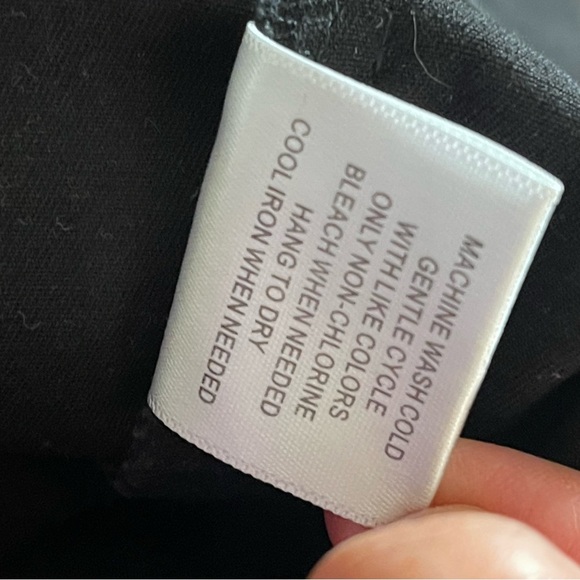 MACHINE WASH COLD
GENTLE CYCLE
WITH LIKE COLORS
ONLY NON-CHLORINE
BLEACH WHEN NEEDED
HANG TO DRY
COOL IRON WHEN NEEDED